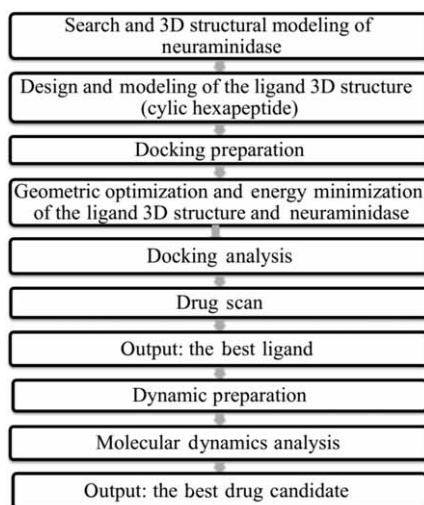 Search and 3D structural modeling of
neuraminidase
Design and modeling of the ligand 3D structure
(cylic hexapeptide)
Docking preparation
Geometric optimization and energy minimization
of the ligand 3D structure and neuraminidase
Docking analysis
Drug scan
Output: the best ligand
Dynamic preparation
Molecular dynamics analysis
Output: the best drug candidate